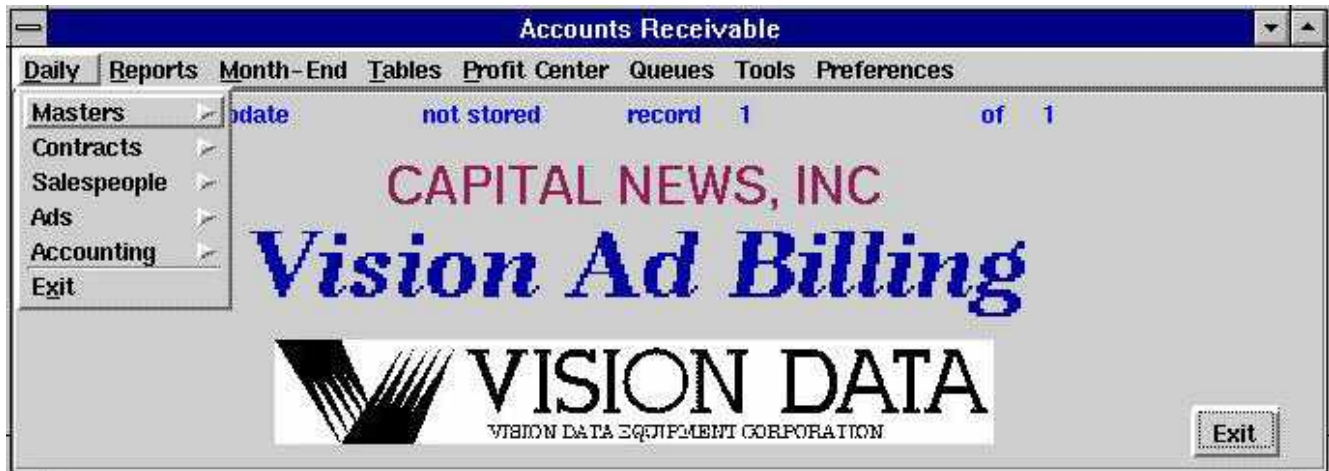 Accounts Receivable
Daily Reports Month-End Tables Profit Center Queues Tools Preferences
Masters
not stored record 1 of 1
Contracts
Salespeople
Ads
Accounting
Exit
CAPITAL NEWS, INC
Vision Ad Billing
VISION DATA
VISION DATA EQUIPMENT CORPORATION
Exit